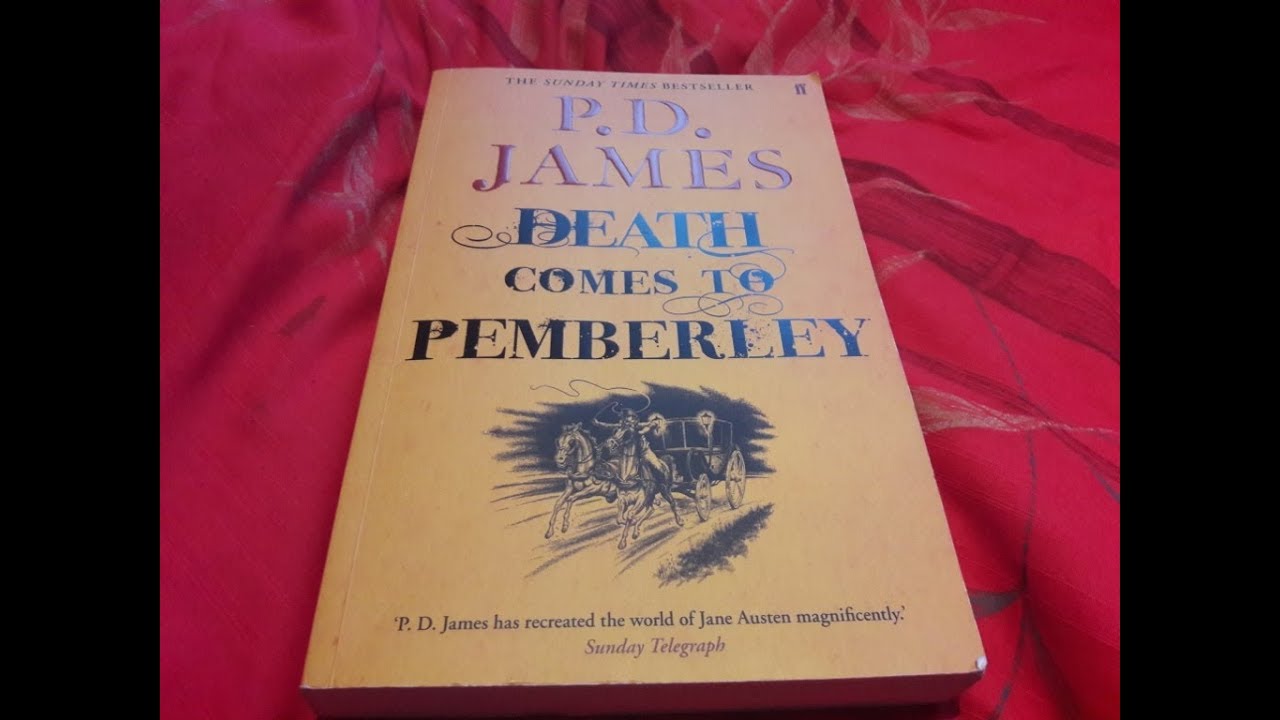 THE SUNDAY TIMES BESTSELLER
ff
P.D.
JAMES
DEATH
COMES TO
PEMBERLEY
‘P. D. James has recreated the world of Jane Austen magnificently.’
Sunday Telegraph